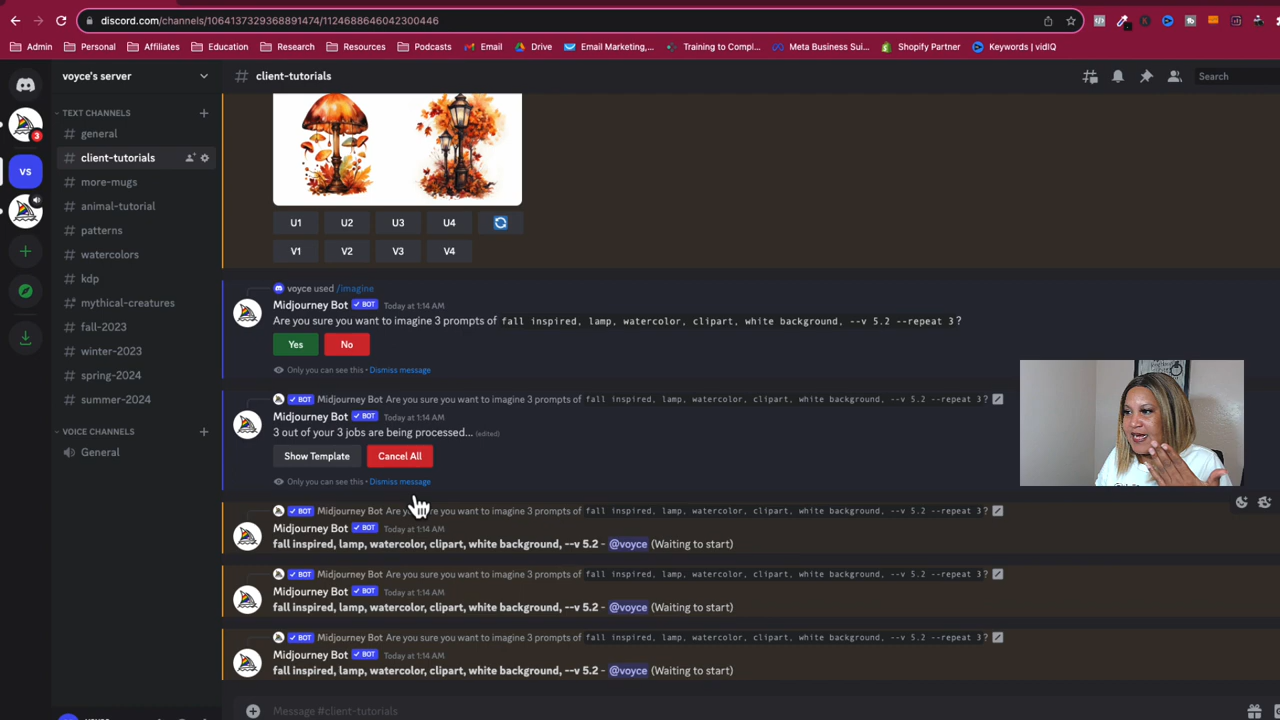 discord.com/channels/1064137329368891474/1124688646042300446
Admin Personal Affiliates Education Research Resources Podcasts Email Drive Email Marketing,... Training to Compl... Meta Business Sui... Shopify Partner Keywords | vidIQ
voyce's server
# client-tutorials
Search
TEXT CHANNELS
# general
# client-tutorials
# more-mugs
# animal-tutorial
# patterns
# watercolors
# kdp
# mythical-creatures
# fall-2023
# winter-2023
# spring-2024
# summer-2024
VOICE CHANNELS
General
3
VS
U1 U2 U3 U4
V1 V2 V3 V4
voyce used /imagine
Midjourney Bot ✓ BOT Today at 1:14 AM
Are you sure you want to imagine 3 prompts of fall inspired, lamp, watercolor, clipart, white background, --v 5.2 --repeat 3?
Yes No
Only you can see this • Dismiss message
✓ BOT Midjourney Bot Are you sure you want to imagine 3 prompts of fall inspired, lamp, watercolor, clipart, white background, --v 5.2 --repeat 3?
Midjourney Bot ✓ BOT Today at 1:14 AM
3 out of your 3 jobs are being processed... (edited)
Show Template Cancel All
Only you can see this • Dismiss message
✓ BOT Midjourney Bot Are you sure you want to imagine 3 prompts of fall inspired, lamp, watercolor, clipart, white background, --v 5.2 --repeat 3?
Midjourney Bot ✓ BOT Today at 1:14 AM
fall inspired, lamp, watercolor, clipart, white background, --v 5.2 - @voyce (Waiting to start)
✓ BOT Midjourney Bot Are you sure you want to imagine 3 prompts of fall inspired, lamp, watercolor, clipart, white background, --v 5.2 --repeat 3?
Midjourney Bot ✓ BOT Today at 1:14 AM
fall inspired, lamp, watercolor, clipart, white background, --v 5.2 - @voyce (Waiting to start)
✓ BOT Midjourney Bot Are you sure you want to imagine 3 prompts of fall inspired, lamp, watercolor, clipart, white background, --v 5.2 --repeat 3?
Midjourney Bot ✓ BOT Today at 1:14 AM
fall inspired, lamp, watercolor, clipart, white background, --v 5.2 - @voyce (Waiting to start)
Message #client-tutorials